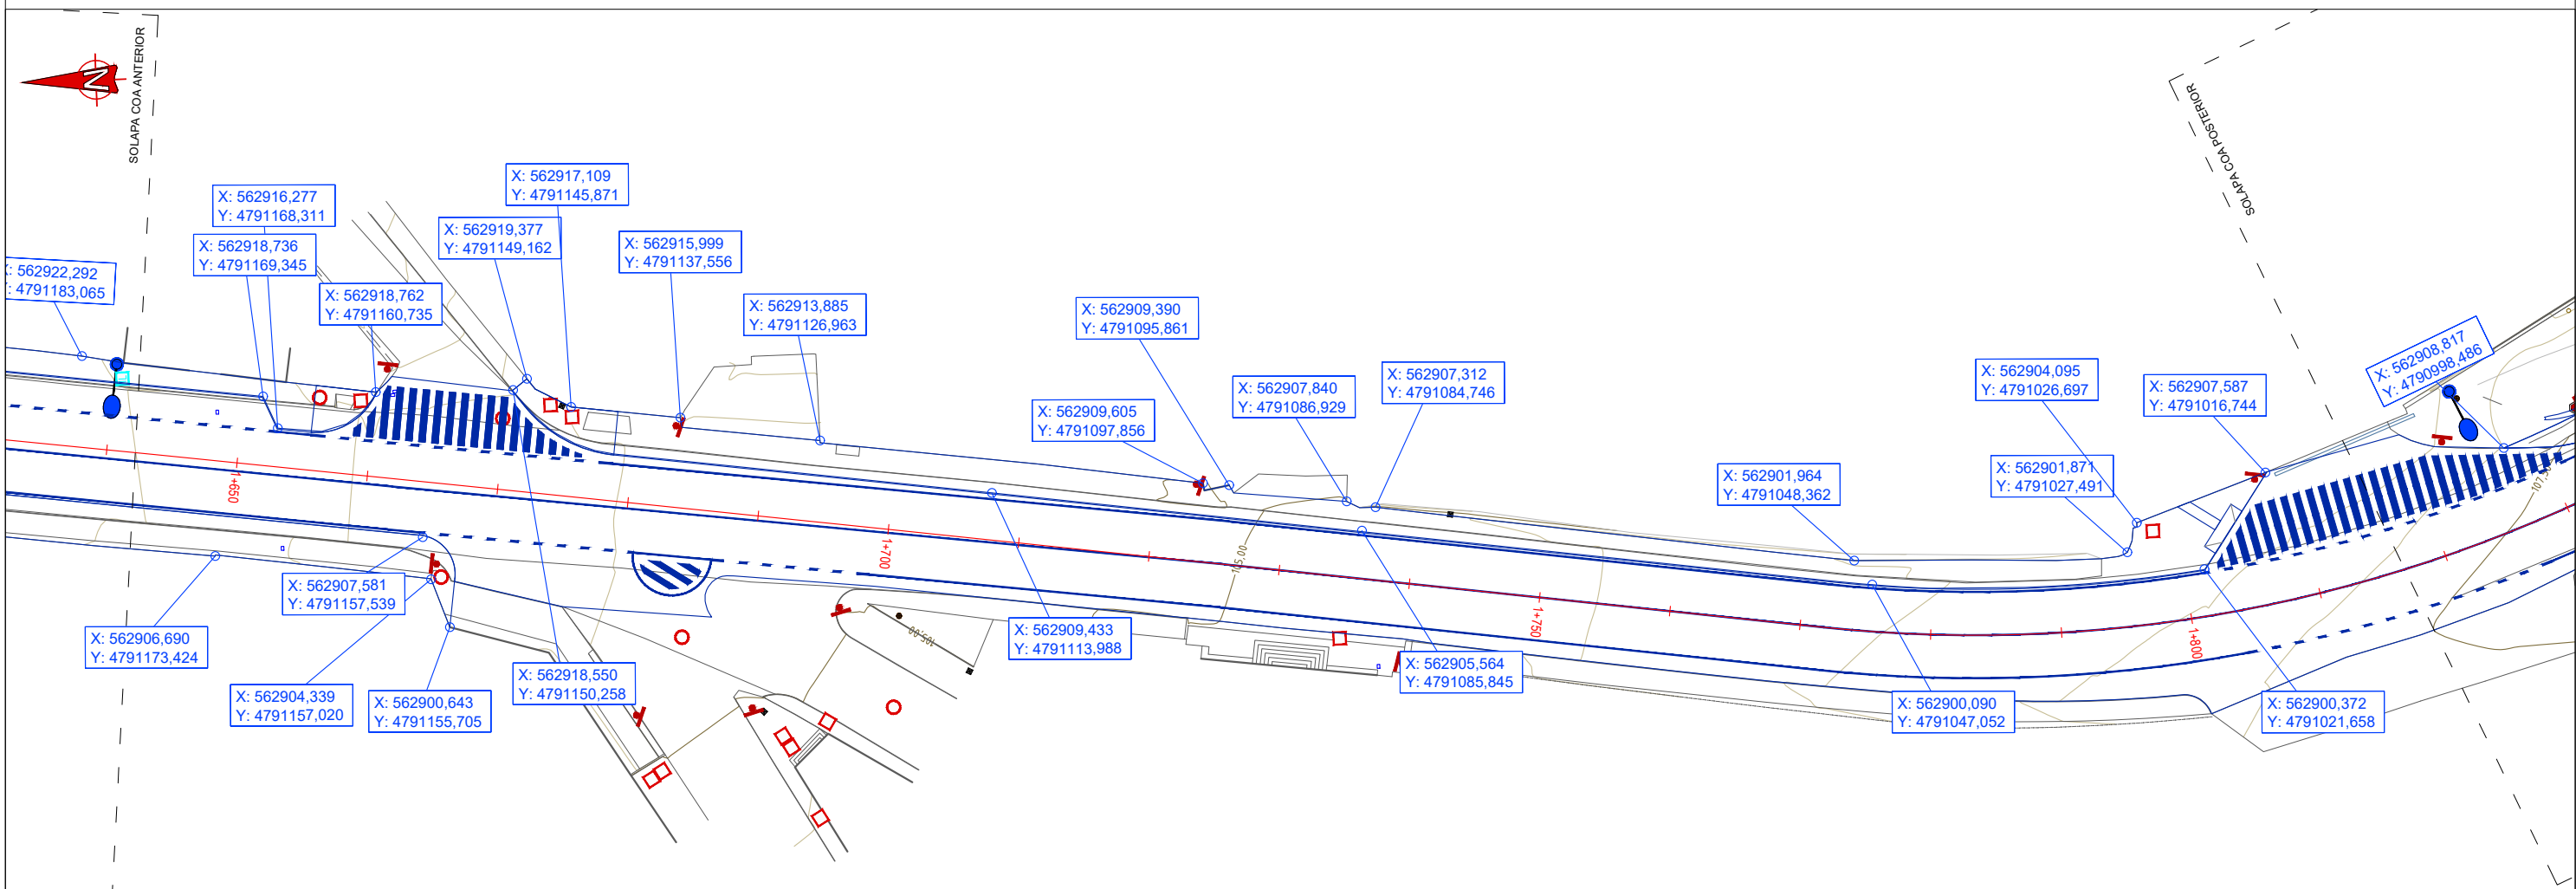 N
SOLAPA COA ANTERIOR
SOLAPA COA POSTERIOR
X: 562917,109
Y: 4791145,871
X: 562916,277
Y: 4791168,311
X: 562919,377
Y: 4791149,162
X: 562918,736
Y: 4791169,345
X: 562915,999
Y: 4791137,556
: 562922,292
: 4791183,065
X: 562918,762
Y: 4791160,735
X: 562913,885
Y: 4791126,963
X: 562909,390
Y: 4791095,861
X: 562909,605
Y: 4791097,856
X: 562907,840
Y: 4791086,929
X: 562907,312
Y: 4791084,746
X: 562904,095
Y: 4791026,697
X: 562907,587
Y: 4791016,744
X: 562908,817
Y: 4790998,486
X: 562901,964
Y: 4791048,362
X: 562901,871
Y: 4791027,491
1+650
1+700
1+750
1+800
105,00
105,00
107,5
X: 562907,581
Y: 4791157,539
X: 562906,690
Y: 4791173,424
X: 562904,339
Y: 4791157,020
X: 562900,643
Y: 4791155,705
X: 562918,550
Y: 4791150,258
X: 562909,433
Y: 4791113,988
X: 562905,564
Y: 4791085,845
X: 562900,090
Y: 4791047,052
X: 562900,372
Y: 4791021,658